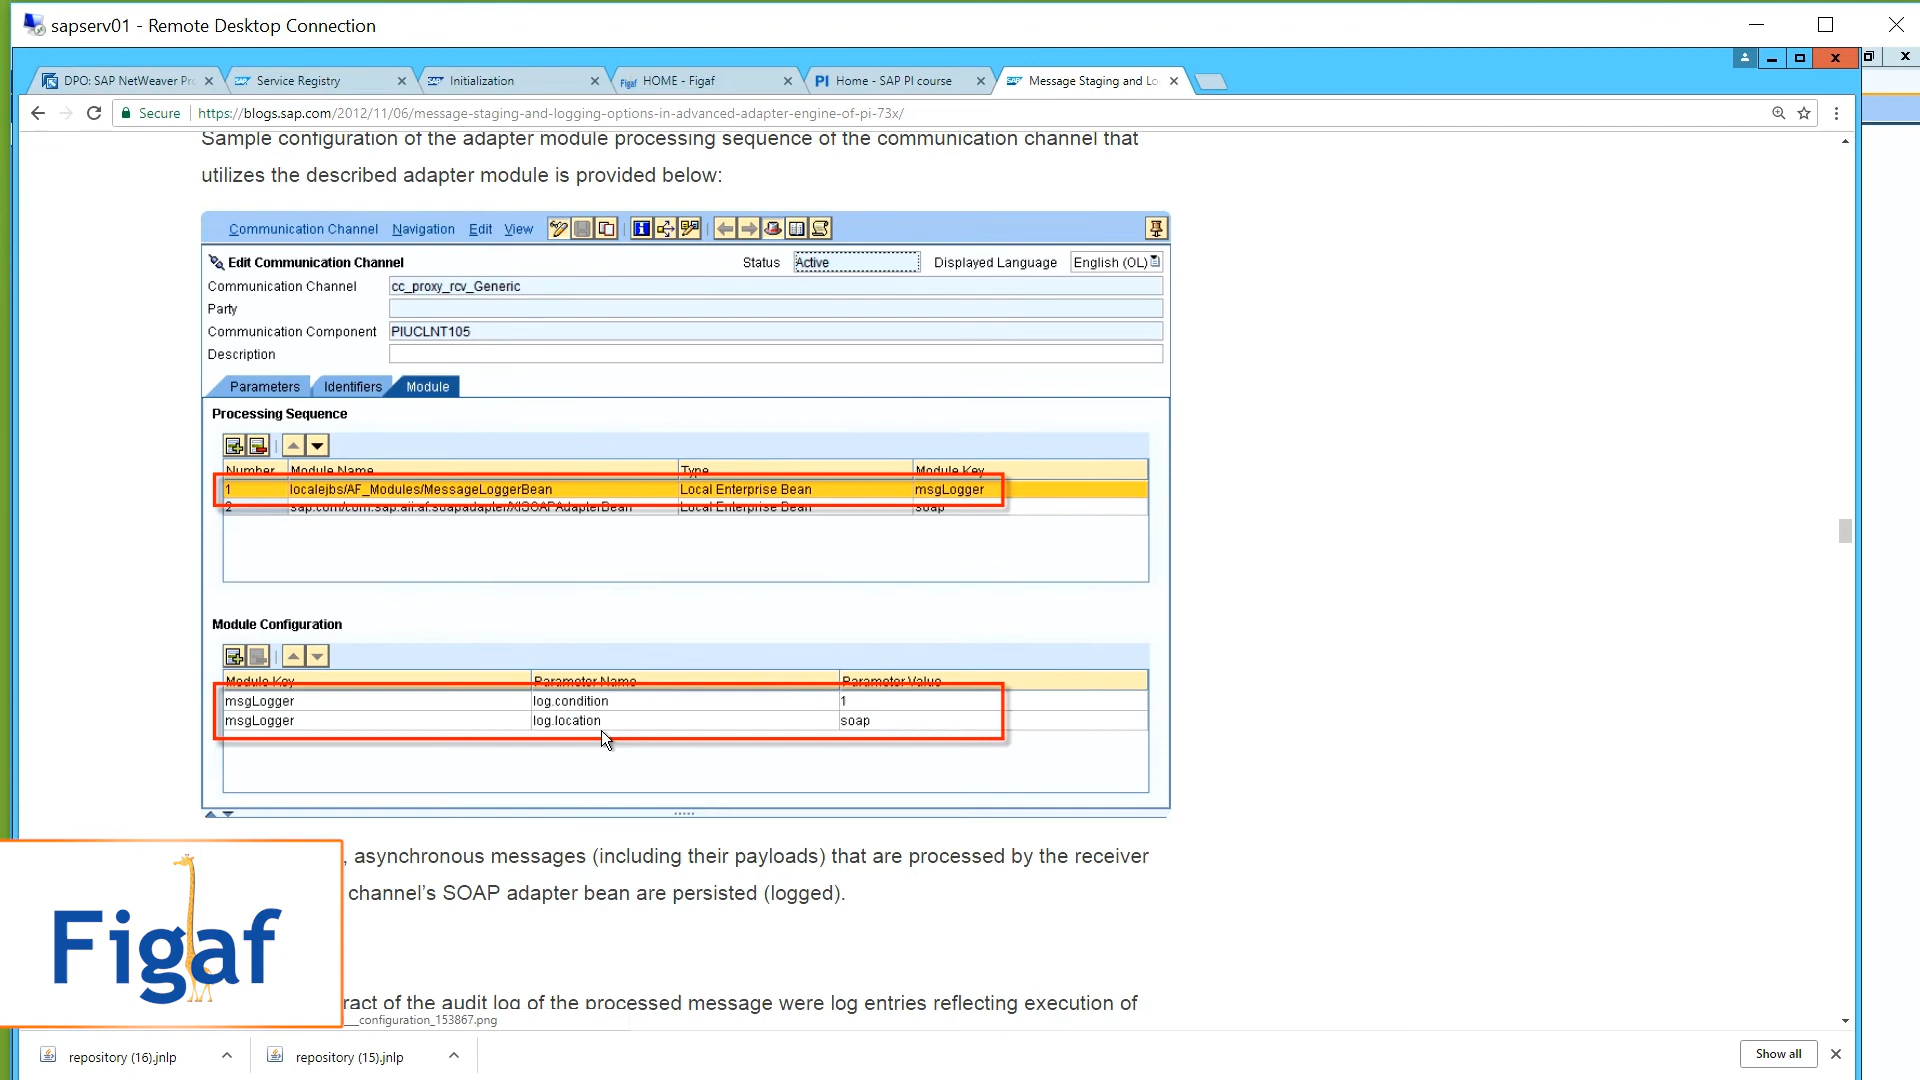 sapserv01 - Remote Desktop Connection
DPO: SAP NetWeaver Pr
Service Registry
Initialization
Figaf HOME - Figaf
PI Home - SAP PI course
SAP Message Staging and Lo
Secure https://blogs.sap.com/2012/11/06/message-staging-and-logging-options-in-advanced-adapter-engine-of-pi-73x/
Sample configuration of the adapter module processing sequence of the communication channel that
utilizes the described adapter module is provided below:
Communication Channel Navigation Edit View
Edit Communication Channel Status Active Displayed Language English (OL)
Communication Channel cc_proxy_rcv_Generic
Party
Communication Component PIUCLNT105
Description
Parameters Identifiers Module
Processing Sequence
Number Module Name Type Module Key
1 localejbs/AF_Modules/MessageLoggerBean Local Enterprise Bean msgLogger
2 sap.com/com.sap.aii.af.soapadapter/XISOAPAdapterBean Local Enterprise Bean soap
Module Configuration
Module Key Parameter Name Parameter Value
msgLogger log.condition 1
msgLogger log.location soap
, asynchronous messages (including their payloads) that are processed by the receiver
channel's SOAP adapter bean are persisted (logged).
ract of the audit log of the processed message were log entries reflecting execution of
_configuration_153867.png
Figaf
repository (16).jnlp
repository (15).jnlp
Show all